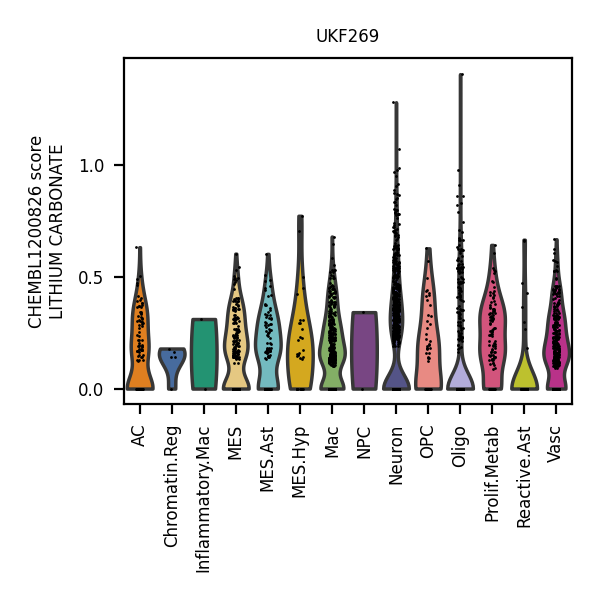 UKF269
CHEMBL1200826 score
LITHIUM CARBONATE
1.0
0.5
0.0
AC
Chromatin.Reg
Inflammatory.Mac
MES
MES.Ast
MES.Hyp
Mac
NPC
Neuron
OPC
Oligo
Prolif.Metab
Reactive.Ast
Vasc